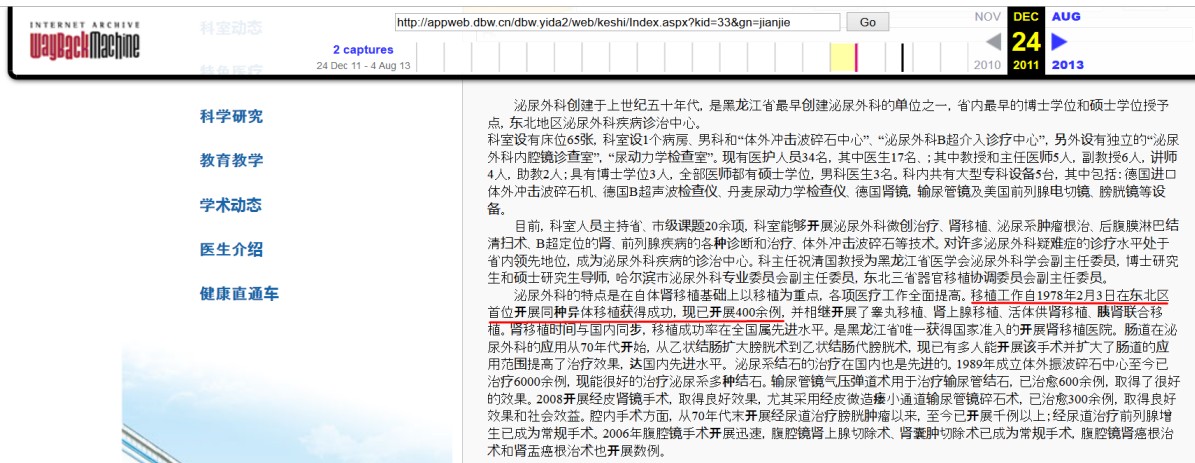 INTERNET ARCHIVE
WayBackMachine
http://appweb.dbw.cn/dbw.yida2/web/keshi/Index.aspx?kid=33&gn=jianjie
Go
2 captures
24 Dec 11 - 4 Aug 13
NOV DEC AUG
24
2010 2011 2013
科室动态
特色医疗
科学研究
教育教学
学术动态
医生介绍
健康直通车
泌尿外科创建于上世纪五十年代, 是黑龙江省最早创建泌尿外科的单位之一, 省内最早的博士学位和硕士学位授予
点, 东北地区泌尿外科疾病诊治中心。
科室设有床位65张, 科室设1个病房、男科和“体外冲击波碎石中心”、“泌尿外科B超介入诊疗中心”, 另外设有独立的“泌尿
外科内腔镜诊查室”, “尿动力学检查室”。现有医护人员34名, 其中医生17名、;其中教授和主任医师5人, 副教授6人, 讲师
4人, 助教2人;具有博士学位3人, 全部医师都有硕士学位, 男科医生3名。科内共有大型专科设备5台, 其中包括:德国进口
体外冲击波碎石机、德国B超声波检查仪、丹麦尿动力学检查仪、德国肾镜, 输尿管镜及美国前列腺电切镜、膀胱镜等设
备。
目前, 科室人员主持省、市级课题20余项, 科室能够开展泌尿外科微创治疗、肾移植、泌尿系肿瘤根治、后腹膜淋巴结
清扫术、B超定位的肾、前列腺疾病的各种诊断和治疗、体外冲击波碎石等技术。对许多泌尿外科疑难症的诊疗水平处于
省内领先地位, 成为泌尿外科疾病的诊治中心。科主任祝清国教授为黑龙江省医学会泌尿外科学会副主任委员, 博士研究
生和硕士研究生导师, 哈尔滨市泌尿外科专业委员会副主任委员, 东北三省器官移植协调委员会副主任委员。
泌尿外科的特点是在自体肾移植基础上以移植为重点, 各项医疗工作全面提高。移植工作自1978年2月3日在东北区
首位开展同种异体移植获得成功, 现已开展400余例, 并相继开展了睾丸移植、肾上腺移植、活体供肾移植、胰肾联合移
植。肾移植时间与国内同步, 移植成功率在全国属先进水平。是黑龙江省唯一获得国家准入的开展肾移植医院。肠道在泌
尿外科的应用从70年代开始, 从乙状结肠扩大膀胱术到乙状结肠代膀胱术, 现已有多人能开展该手术并扩大了肠道的应
用范围提高了治疗效果, 达国内先进水平。泌尿系结石的治疗在国内也是先进的。1989年成立体外振波碎石中心至今已
治疗6000余例, 现能很好的治疗泌尿系多种结石。输尿管镜气压弹道术用于治疗输尿管结石, 已治愈600余例, 取得了很好
的效果。2008开展经皮肾镜手术, 取得良好效果, 尤其采用经皮微造瘘小通道输尿管镜碎石术, 已治愈300余例, 取得良好
效果和社会效益。腔内手术方面, 从70年代末开展经尿道治疗膀胱肿瘤以来, 至今已开展千例以上;经尿道治疗前列腺增
生已成为常规手术。2006年腹腔镜手术开展迅速, 腹腔镜肾上腺切除术、肾囊肿切除术已成为常规手术, 腹腔镜肾癌根治
术和肾盂癌根治术也开展数例。